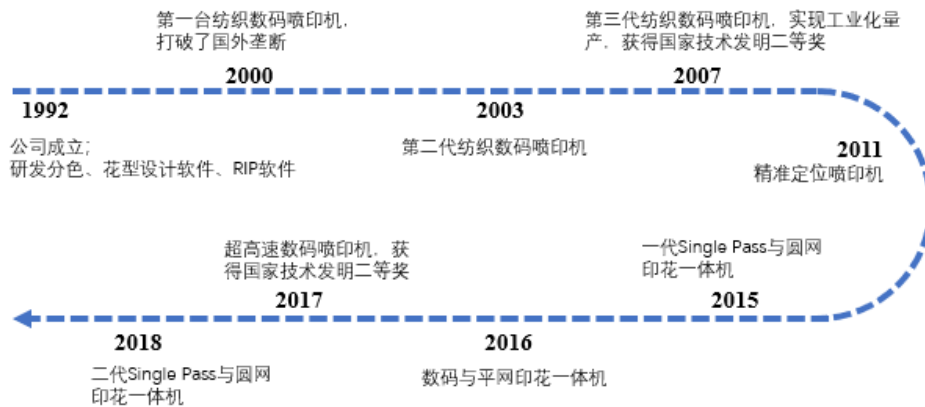 第一台纺织数码喷印机，
打破了国外垄断
2000
第三代纺织数码喷印机，实现工业化量
产，获得国家技术发明二等奖
2007
1992
公司成立；
研发分色、花型设计软件、RIP软件
2003
第二代纺织数码喷印机
2011
精准定位喷印机
一代Single Pass与圆网
印花一体机
2015
2016
数码与平网印花一体机
超高速数码喷印机，获
得国家技术发明二等奖
2017
2018
二代Single Pass与圆网
印花一体机